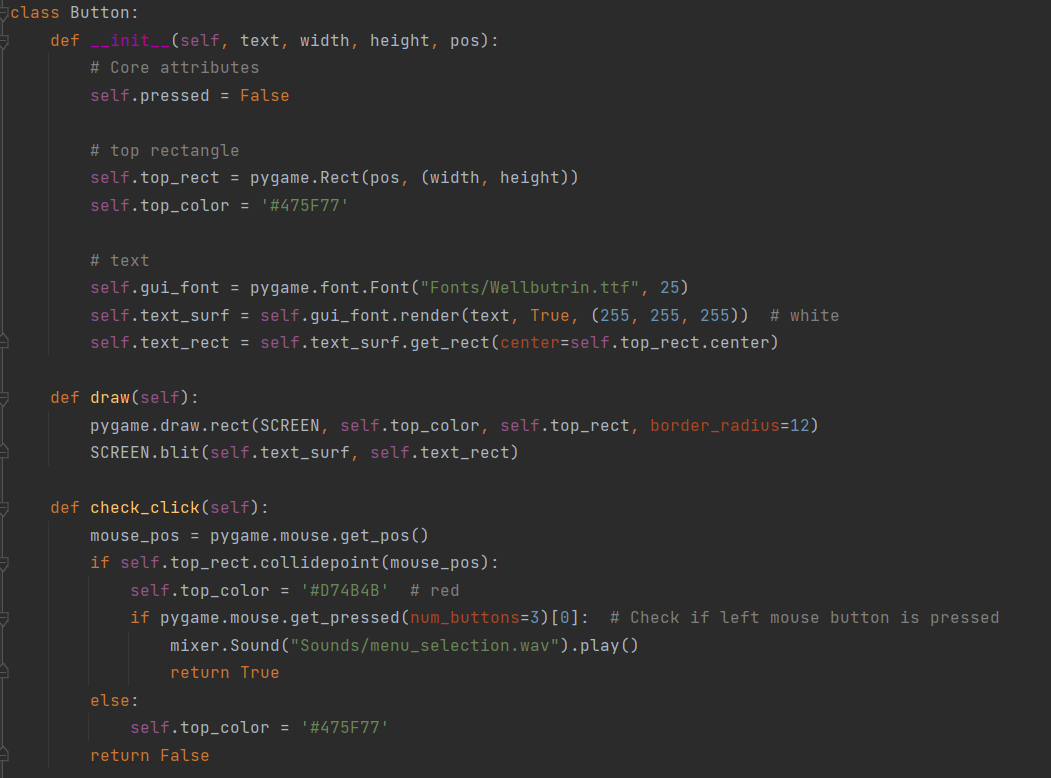 class Button:
    def __init__(self, text, width, height, pos):
        # Core attributes
        self.pressed = False

        # top rectangle
        self.top_rect = pygame.Rect(pos, (width, height))
        self.top_color = '#475F77'

        # text
        self.gui_font = pygame.font.Font("Fonts/Wellbutrin.ttf", 25)
        self.text_surf = self.gui_font.render(text, True, (255, 255, 255))  # white
        self.text_rect = self.text_surf.get_rect(center=self.top_rect.center)

    def draw(self):
        pygame.draw.rect(SCREEN, self.top_color, self.top_rect, border_radius=12)
        SCREEN.blit(self.text_surf, self.text_rect)

    def check_click(self):
        mouse_pos = pygame.mouse.get_pos()
        if self.top_rect.collidepoint(mouse_pos):
            self.top_color = '#D74B4B'  # red
            if pygame.mouse.get_pressed(num_buttons=3)[0]:  # Check if left mouse button is pressed
                mixer.Sound("Sounds/menu_selection.wav").play()
                return True
        else:
            self.top_color = '#475F77'
        return False